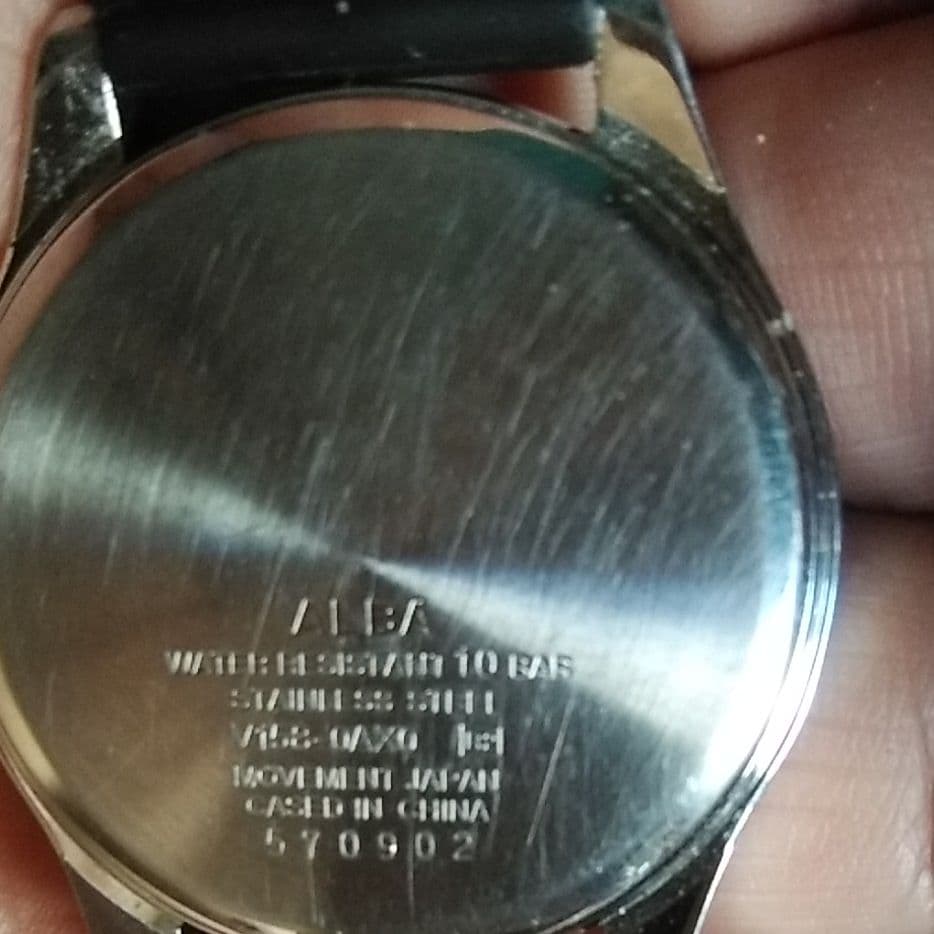 ALBA
WATER RESISTANT 10 BAR
STAINLESS STEEL
V158-0AX0
MOVEMENT JAPAN
CASED IN CHINA
570902